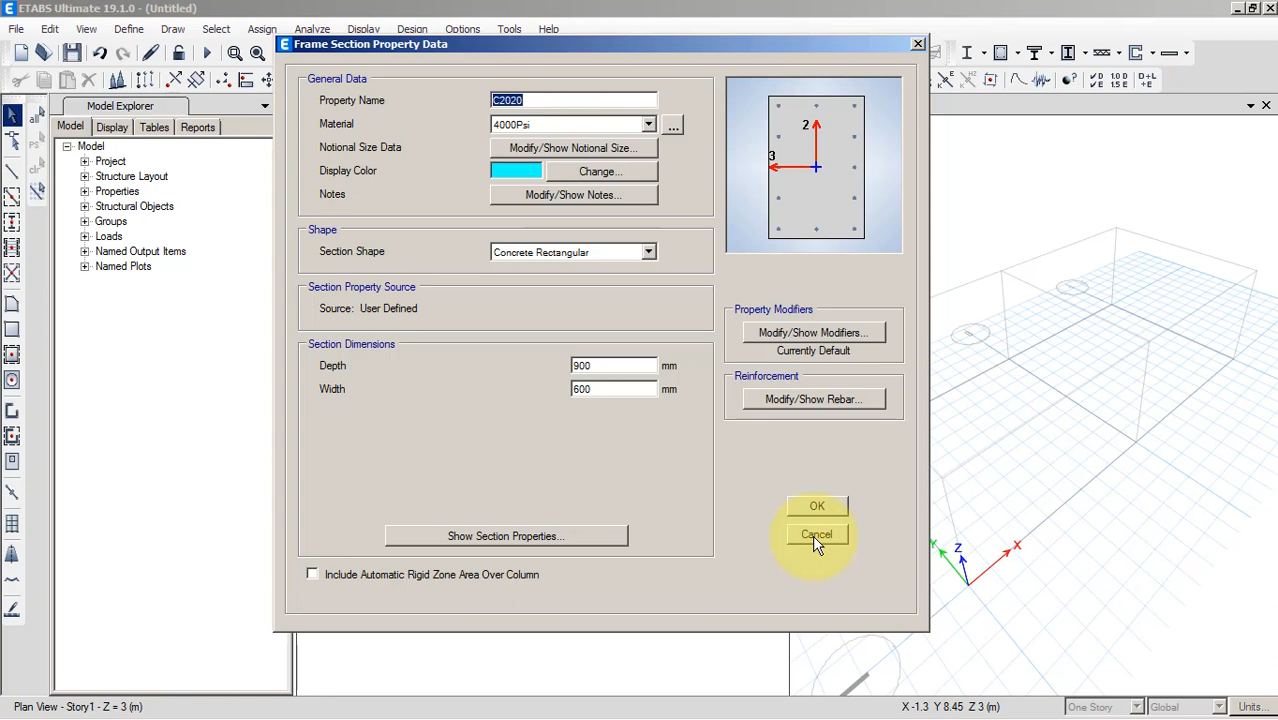 ETABS Ultimate 19.1.0 - (Untitled)
File Edit View Define Draw Select Assign Analyze Display Design Options Tools Help
Frame Section Property Data
Model Explorer
Model Display Tables Reports
Model
Project
Structure Layout
Properties
Structural Objects
Groups
Loads
Named Output Items
Named Plots
General Data
Property Name C2020
Material 4000Psi ...
Notional Size Data Modify/Show Notional Size...
Display Color Change...
Notes Modify/Show Notes...
Shape
Section Shape Concrete Rectangular
Section Property Source
Source: User Defined
Section Dimensions
Depth 900 mm
Width 600 mm
Show Section Properties...
Include Automatic Rigid Zone Area Over Column
2
3
Property Modifiers
Modify/Show Modifiers...
Currently Default
Reinforcement
Modify/Show Rebar...
OK
Cancel
Y Z X
Plan View - Story1 - Z = 3 (m) X -1.3 Y 8.45 Z 3 (m) One Story Global Units...